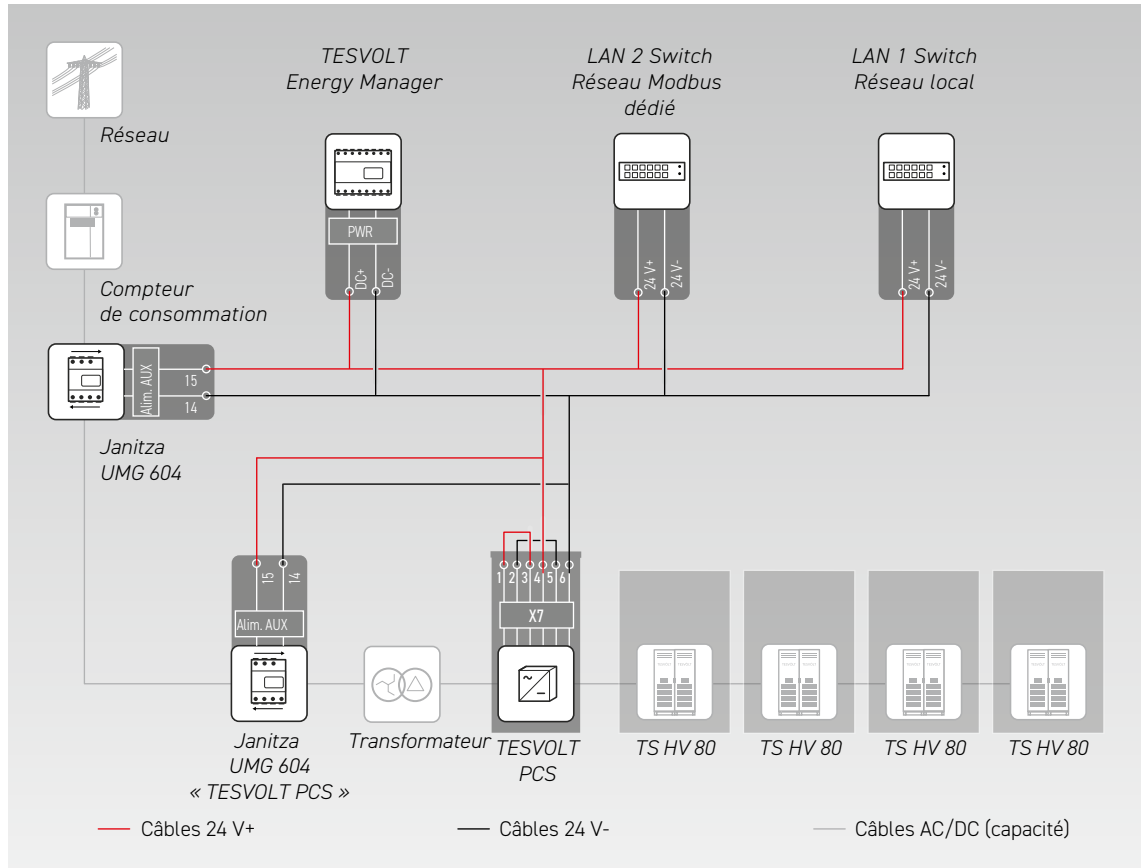 TESVOLT
Energy Manager
LAN 2 Switch
Réseau Modbus
dédié
LAN 1 Switch
Réseau local
Réseau
PWR
DC+
DC-
24 V+
24 V-
24 V+
24 V-
Compteur
de consommation
Alim. AUX
15
14
Janitza
UMG 604
15
14
Alim. AUX
1 2 3 4 5 6
X7
Janitza
UMG 604
« TESVOLT PCS »
Transformateur
TESVOLT
PCS
TS HV 80
TS HV 80
TS HV 80
TS HV 80
Câbles 24 V+
Câbles 24 V-
Câbles AC/DC (capacité)